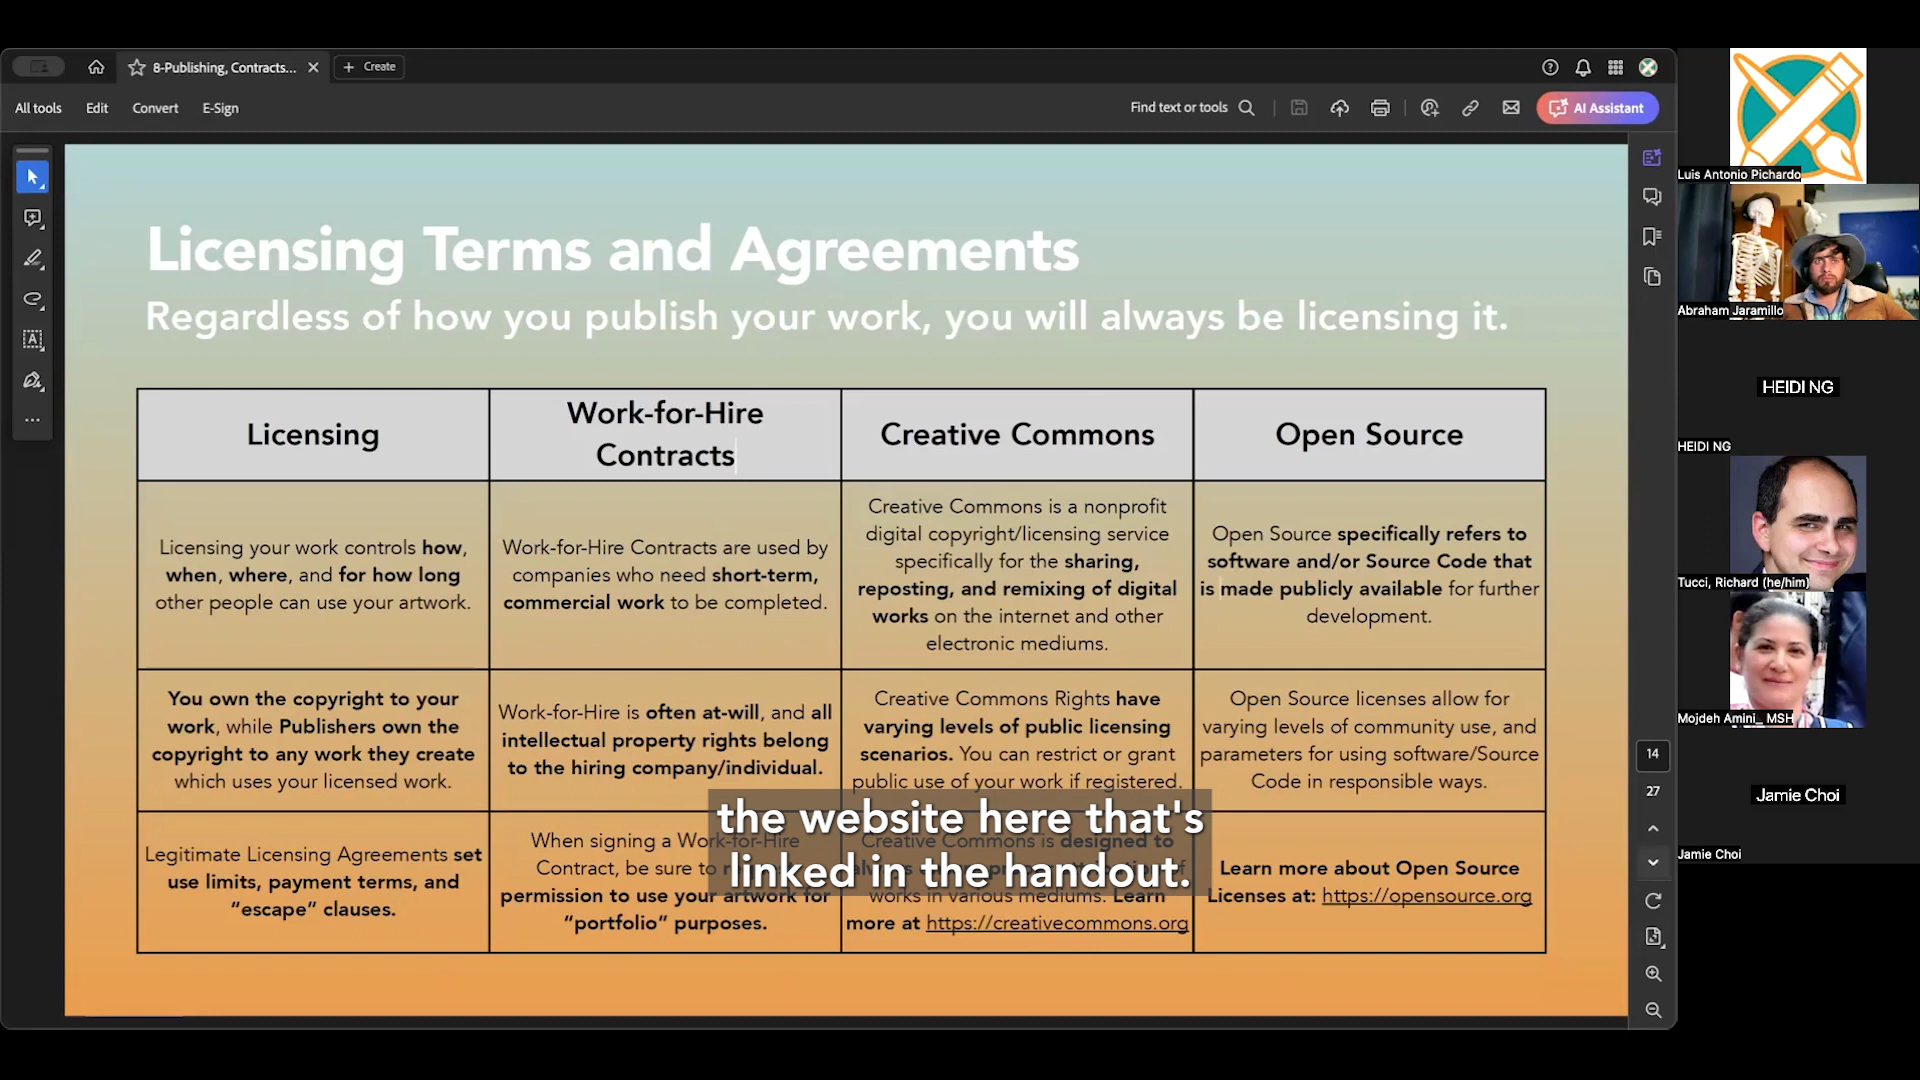 8-Publishing, Contracts...
Create
All tools
Edit
Convert
E-Sign
Find text or tools
AI Assistant
Licensing Terms and Agreements
Regardless of how you publish your work, you will always be licensing it.
Licensing
Work-for-Hire
Contracts
Creative Commons
Open Source
Licensing your work controls how,
when, where, and for how long
other people can use your artwork.
Work-for-Hire Contracts are used by
companies who need short-term,
commercial work to be completed.
Creative Commons is a nonprofit
digital copyright/licensing service
specifically for the sharing,
reporting, and remixing of digital
works on the internet and other
electronic mediums.
Open Source specifically refers to
software and/or Source Code that
is made publicly available for further
development.
You own the copyright to your
work, while Publishers own the
copyright to any work they create
which uses your licensed work.
Work-for-Hire is often at-will, and all
intellectual property rights belong
to the hiring company/individual.
Creative Commons Rights have
varying levels of public licensing
scenarios. You can restrict or grant
public use of your work if registered.
Open Source licenses allow for
varying levels of community use, and
parameters for using software/Source
Code in responsible ways.
Legitimate Licensing Agreements set
use limits, payment terms, and
“escape” clauses.
When signing a Work-for-Hire
Contract, be sure to
permission to use your artwork for
“portfolio” purposes.
Creative Commons is designed to
works in various mediums. Learn
more at https://creativecommons.org
Learn more about Open Source
Licenses at: https://opensource.org
the website here that's
linked in the handout.
14
27
Luis Antonio Pichardo
Abraham Jaramillo
HEIDI NG
HEIDI NG
Tucci, Richard (he/him)
Mojdeh Amini_ MSH
Jamie Choi
Jamie Choi